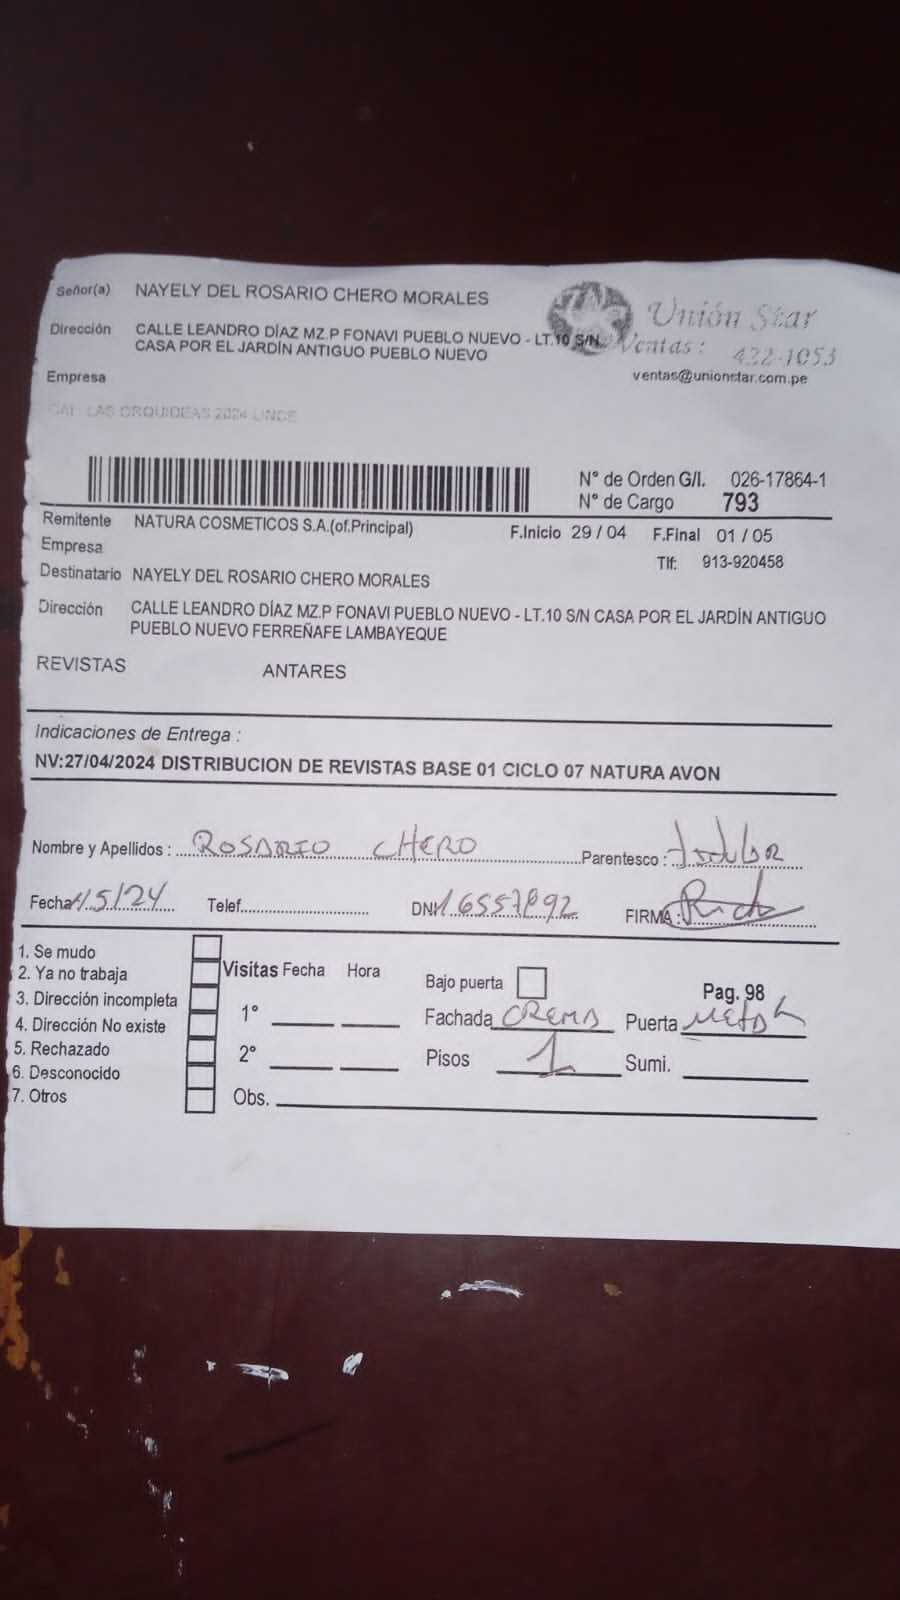 Señor(a) NAYELY DEL ROSARIO CHERO MORALES
Unión Star
Dirección CALLE LEANDRO DÍAZ MZ.P FONAVI PUEBLO NUEVO - LT.10 S/N
CASA POR EL JARDÍN ANTIGUO PUEBLO NUEVO
Ventas: 422-1053
Empresa
ventas@unionstar.com.pe
LAS ORQUIDEAS 2024 LINCE
N° de Orden G/I. 026-17864-1
N° de Cargo 793
Remitente NATURA COSMETICOS S.A.(of.Principal)
F.Inicio 29 / 04 F.Final 01 / 05
Empresa
Tlf: 913-920458
Destinatario NAYELY DEL ROSARIO CHERO MORALES
Dirección CALLE LEANDRO DÍAZ MZ.P FONAVI PUEBLO NUEVO - LT.10 S/N CASA POR EL JARDÍN ANTIGUO
PUEBLO NUEVO FERREÑAFE LAMBAYEQUE
REVISTAS ANTARES
Indicaciones de Entrega :
NV:27/04/2024 DISTRIBUCION DE REVISTAS BASE 01 CICLO 07 NATURA AVON
Nombre y Apellidos : ROSARIO CHERO Parentesco :
Fecha 1/5/24 Telef. DNI FIRMA :
1. Se mudo
2. Ya no trabaja
3. Dirección incompleta
4. Dirección No existe
5. Rechazado
6. Desconocido
7. Otros
Visitas Fecha Hora
1°
2°
Obs.
Bajo puerta
Pag. 98
Fachada CREMA Puerta
Pisos 1 Sumi.